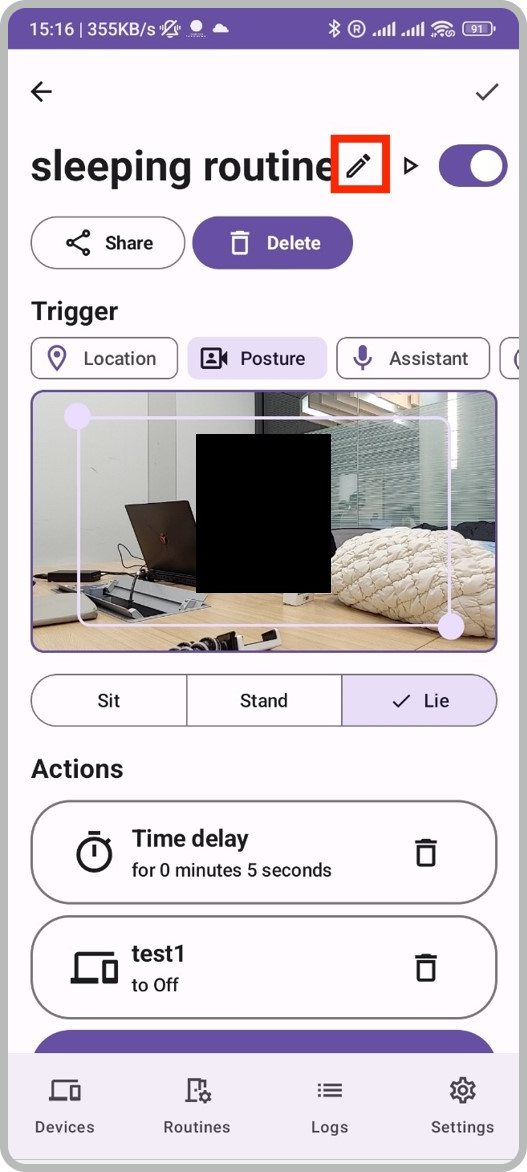 15:16 | 355KB/s 91
sleeping routine
Share Delete
Trigger
Location Posture Assistant
Sit Stand Lie
Actions
Time delay
for 0 minutes 5 seconds
test1
to Off
Devices Routines Logs Settings